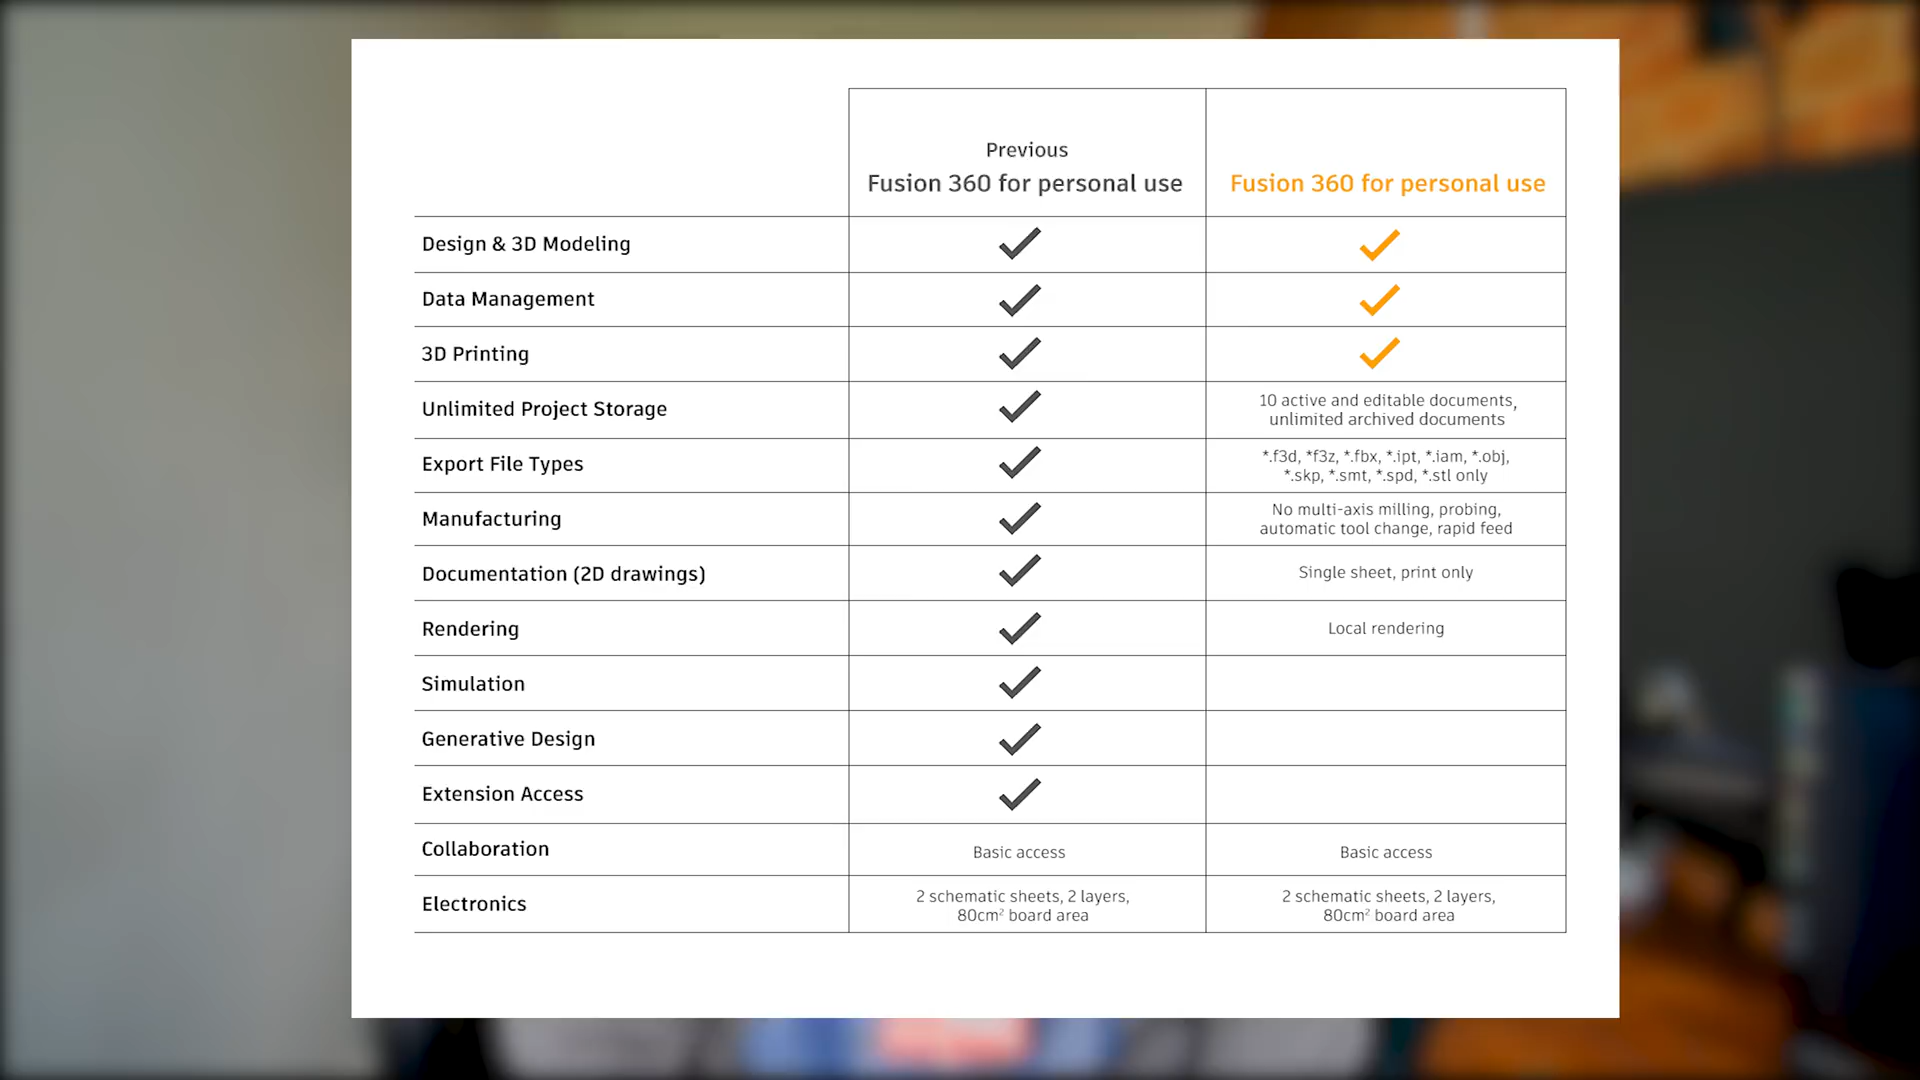 Previous
Fusion 360 for personal use
Fusion 360 for personal use
Design & 3D Modeling
Data Management
3D Printing
Unlimited Project Storage
10 active and editable documents,
unlimited archived documents
Export File Types
*.f3d, *f3z, *.fbx, *.ipt, *.iam, *.obj,
*.skp, *.smt, *.spd, *.stl only
Manufacturing
No multi-axis milling, probing,
automatic tool change, rapid feed
Documentation (2D drawings)
Single sheet, print only
Rendering
Local rendering
Simulation
Generative Design
Extension Access
Collaboration
Basic access
Basic access
Electronics
2 schematic sheets, 2 layers,
80cm² board area
2 schematic sheets, 2 layers,
80cm² board area